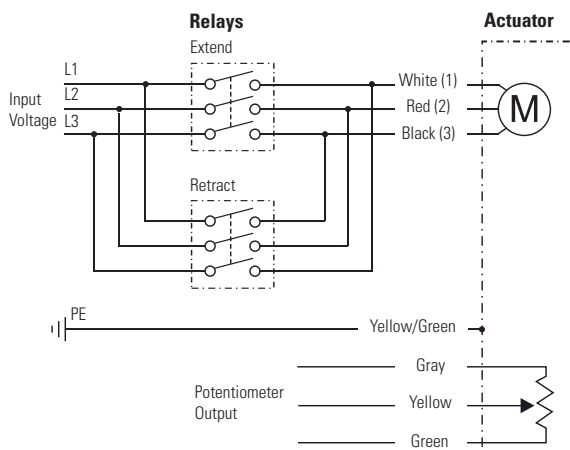 Relays
Actuator
Extend
L1
White (1)
Input
Voltage
L2
Red (2)
M
L3
Black (3)
Retract
PE
Yellow/Green
Gray
Potentiometer
Output
Yellow
Green